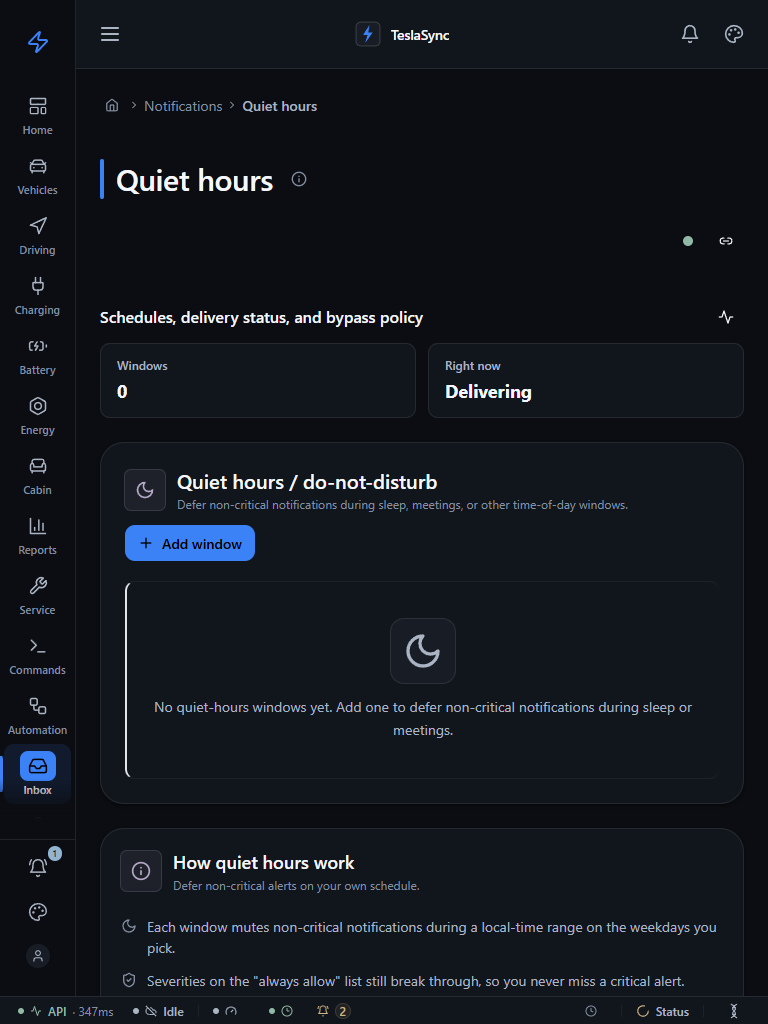 TeslaSync
Home
Vehicles
Driving
Charging
Battery
Energy
Cabin
Reports
Service
Commands
Automation
Inbox
1
Notifications
Quiet hours
Quiet hours
Schedules, delivery status, and bypass policy
Windows
0
Right now
Delivering
Quiet hours / do-not-disturb
Defer non-critical notifications during sleep, meetings, or other time-of-day windows.
Add window
No quiet-hours windows yet. Add one to defer non-critical notifications during sleep or
meetings.
How quiet hours work
Defer non-critical alerts on your own schedule.
Each window mutes non-critical notifications during a local-time range on the weekdays you
pick.
Severities on the "always allow" list still break through, so you never miss a critical alert.
API · 347ms
Idle
2
Status